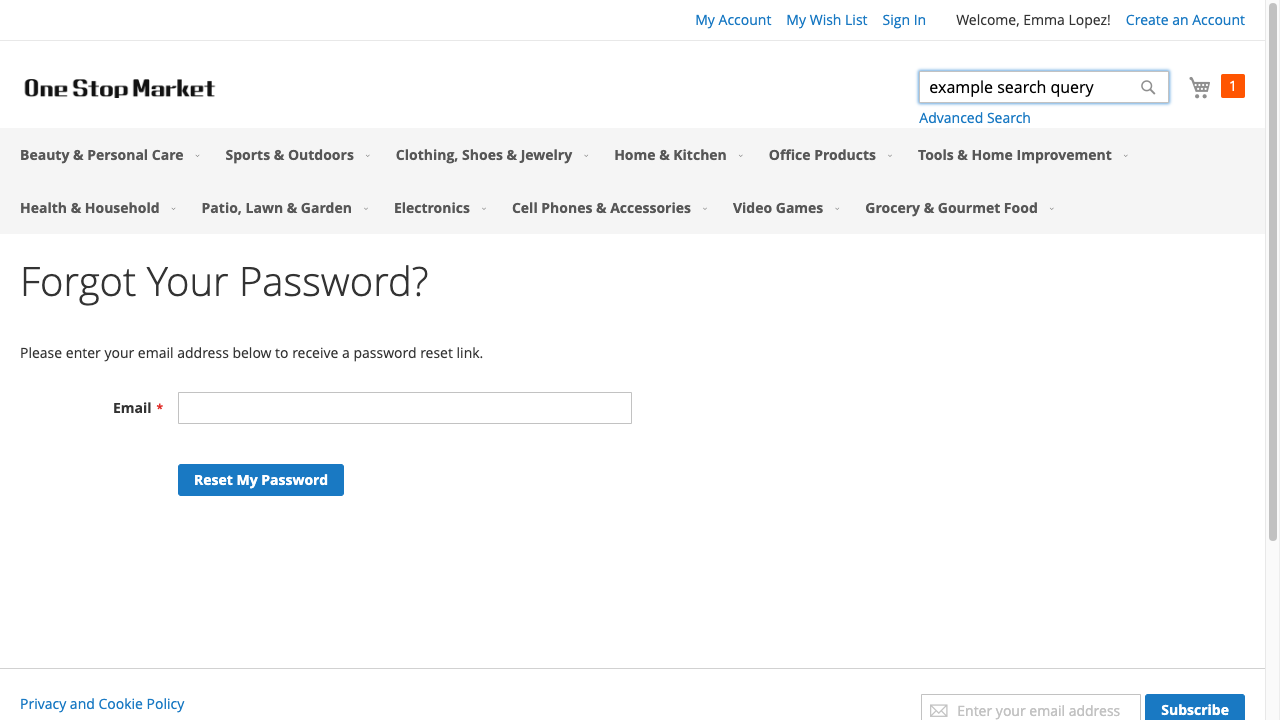 My Account My Wish List Sign In Welcome, Emma Lopez! Create an Account
One Stop Market
example search query
1
Advanced Search
Beauty & Personal Care Sports & Outdoors Clothing, Shoes & Jewelry Home & Kitchen Office Products Tools & Home Improvement
Health & Household Patio, Lawn & Garden Electronics Cell Phones & Accessories Video Games Grocery & Gourmet Food
Forgot Your Password?
Please enter your email address below to receive a password reset link.
Email *
Reset My Password
Privacy and Cookie Policy
Enter your email address
Subscribe